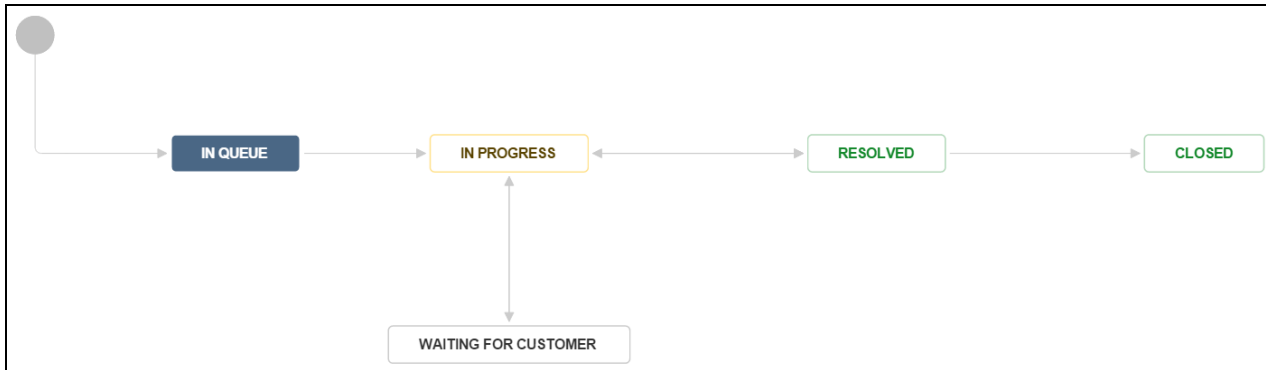 IN QUEUE
IN PROGRESS
RESOLVED
CLOSED
WAITING FOR CUSTOMER